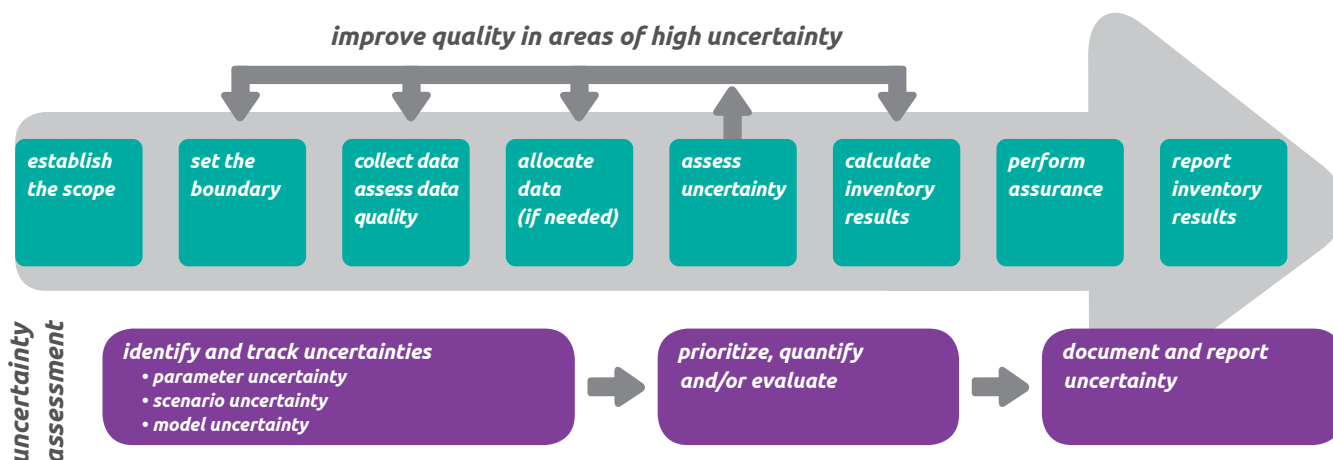 improve quality in areas of high uncertainty
establish
the scope
set the
boundary
collect data
assess data
quality
allocate
data
(if needed)
assess
uncertainty
calculate
inventory
results
perform
assurance
report
inventory
results
uncertainty
assessment
identify and track uncertainties
• parameter uncertainty
• scenario uncertainty
• model uncertainty
prioritize, quantify
and/or evaluate
document and report
uncertainty